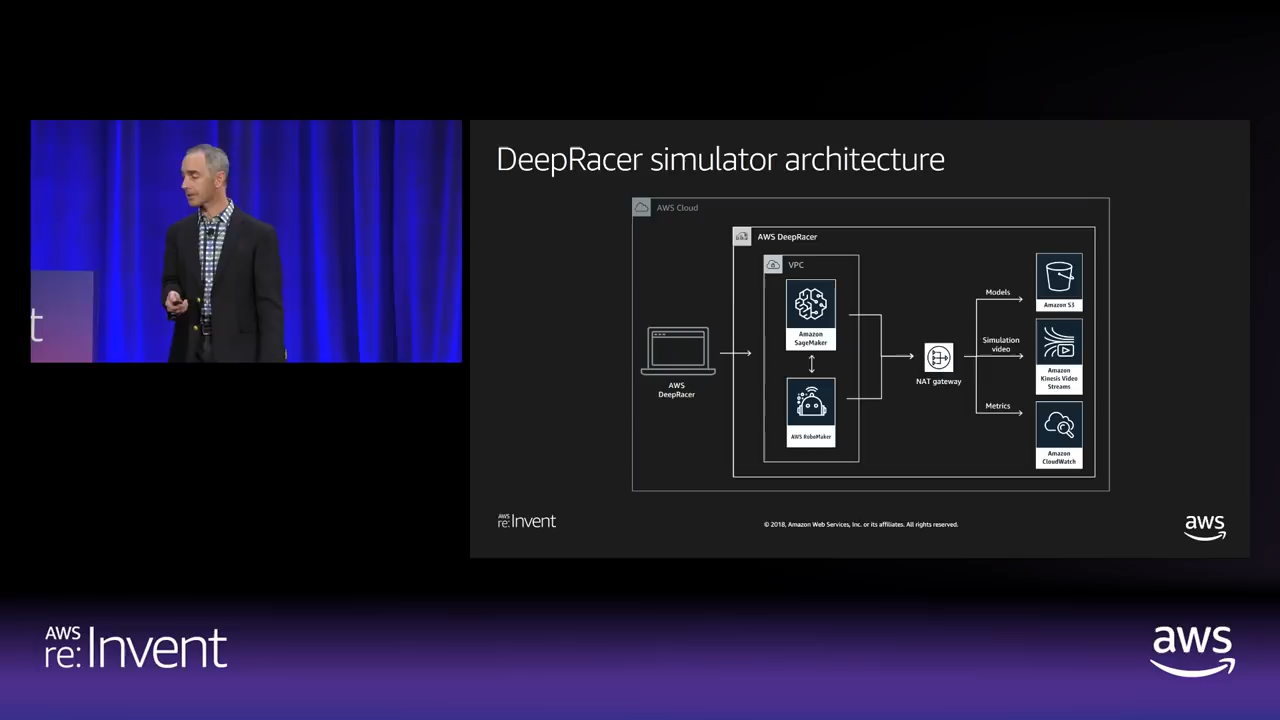 t
DeepRacer simulator architecture
AWS Cloud
AWS DeepRacer
VPC
Amazon
SageMaker
AWS RoboMaker
AWS
DeepRacer
NAT gateway
Models
Simulation
video
Metrics
Amazon S3
Amazon
Kinesis Video
Streams
Amazon
CloudWatch
AWS
re:Invent
© 2018, Amazon Web Services, Inc. or its affiliates. All rights reserved.
aws
AWS
re:Invent
aws